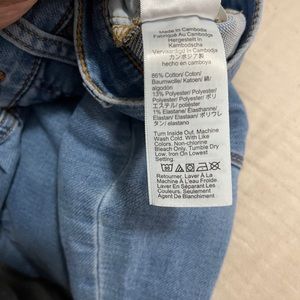 Made in Cambodia
Fabriqué Au Cambodge
Hergestellt in
Kambodscha
Vervaardigd in Cambodja
カンボジア製
hecho en camboya
86% Cotton/ Coton/
Baumwolle/ Katoen/ 綿/
algodón
13% Polyester/ Polyester/
Polyester/ Polyester/ ポリ
エステル/ poliéster
1% Elastane/ Élasthanne/
Elastan/ Elastaan/ ポリウレ
タン/ elastano
Turn Inside Out. Machine
Wash Cold. With Like
Colors. Non-chlorine
Bleach Only. Tumble Dry
Low. Iron On Lowest
Setting.
Retourner, Laver À La
Machine À L'eau Froide.
Laver En Séparant Les
Couleurs, Seulement
Agent De Blanchiment